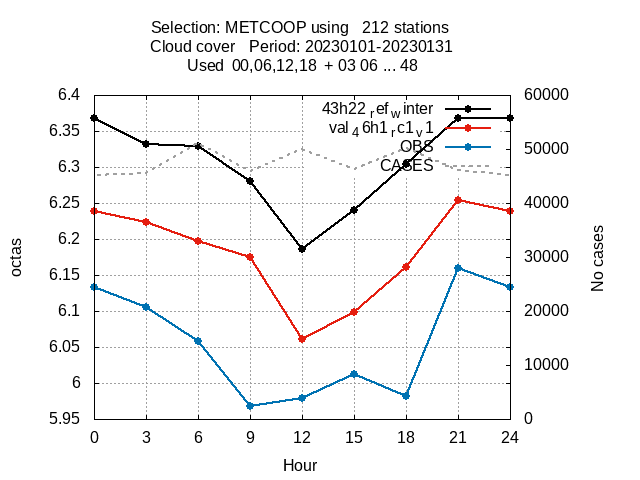 Selection: METCOOP using 212 stations
Cloud cover Period: 20230101-20230131
Used 00,06,12,18 + 03 06 ... 48
6.4
6.35
6.3
6.25
6.2
6.15
6.1
6.05
6
5.95
octas
43h22 refwinter
val46h1rc1v1
OBS
CASES
60000
50000
40000
30000
20000
10000
0
No cases
0 3 6 9 12 15 18 21 24
Hour